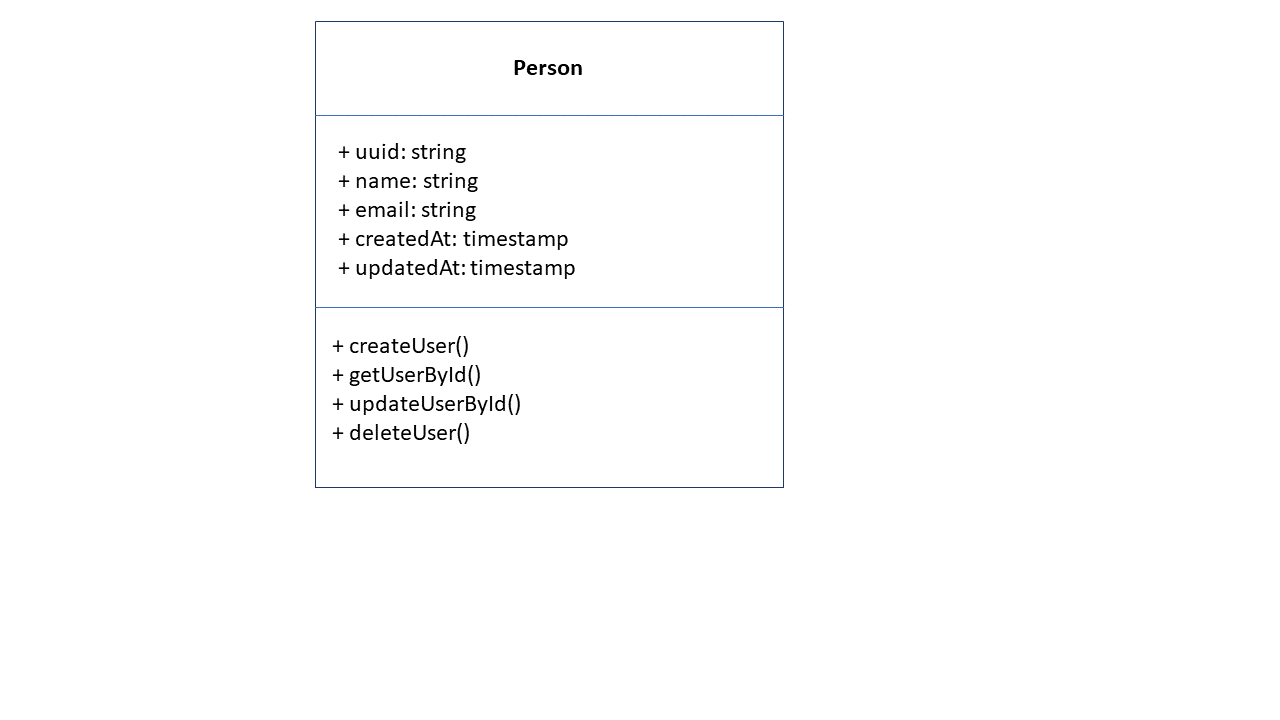 Person
+ uuid: string
+ name: string
+ email: string
+ createdAt: timestamp
+ updatedAt: timestamp
+ createUser()
+ getUserById()
+ updateUserById()
+ deleteUser()